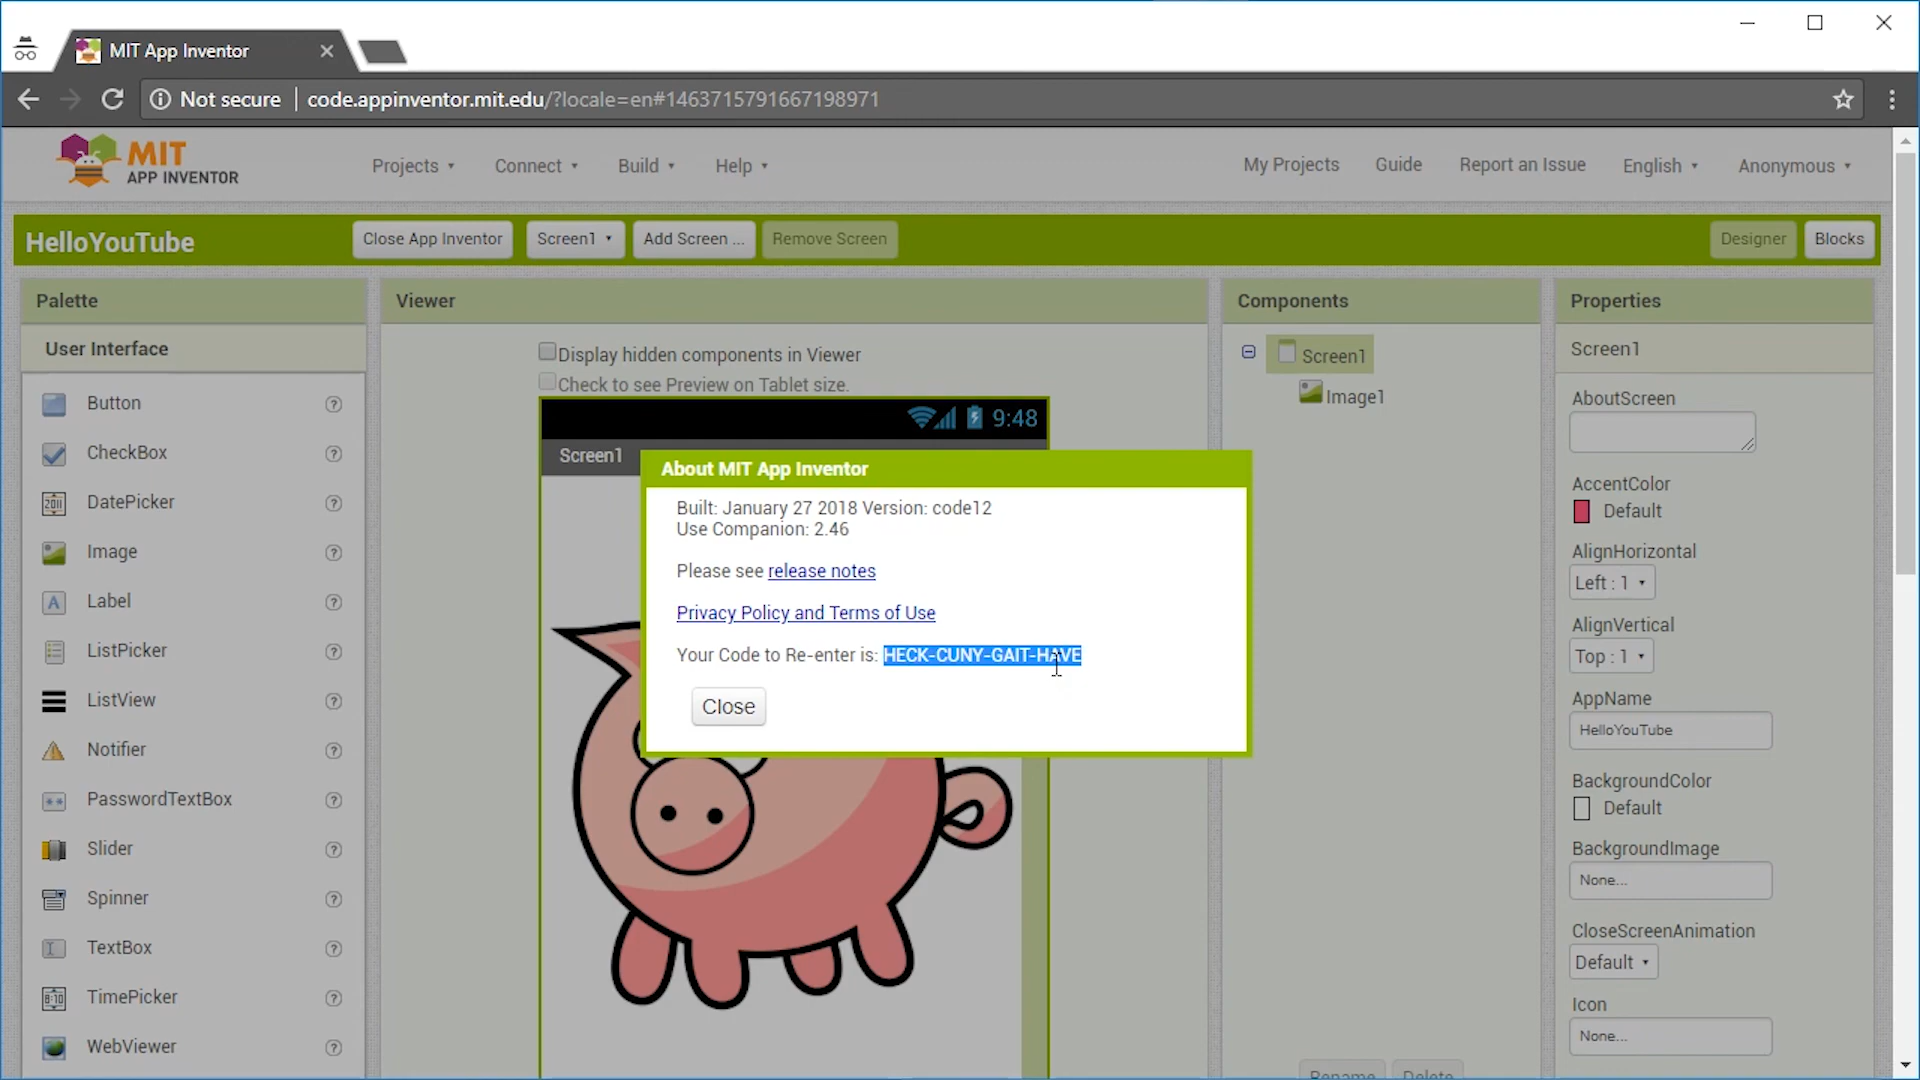 MIT App Inventor
Not secure
code.appinventor.mit.edu/?locale=en#1463715791667198971
MIT
APP INVENTOR
Projects
Connect
Build
Help
My Projects
Guide
Report an Issue
English
Anonymous
HelloYouTube
Close App Inventor
Screen1
Add Screen ...
Remove Screen
Designer
Blocks
Palette
Viewer
Components
Properties
User Interface
Button
CheckBox
DatePicker
Image
Label
ListPicker
ListView
Notifier
PasswordTextBox
Slider
Spinner
TextBox
TimePicker
WebViewer
Display hidden components in Viewer
Check to see Preview on Tablet size.
9:48
Screen1
About MIT App Inventor
Built: January 27 2018 Version: code12
Use Companion: 2.46
Please see release notes
Privacy Policy and Terms of Use
Your Code to Re-enter is: HECK-CUNY-GAIT-HAVE
Close
Screen1
Image1
Rename
Delete
Screen1
AboutScreen
AccentColor
Default
AlignHorizontal
Left : 1
AlignVertical
Top : 1
AppName
HelloYouTube
BackgroundColor
Default
BackgroundImage
None...
CloseScreenAnimation
Default
Icon
None...